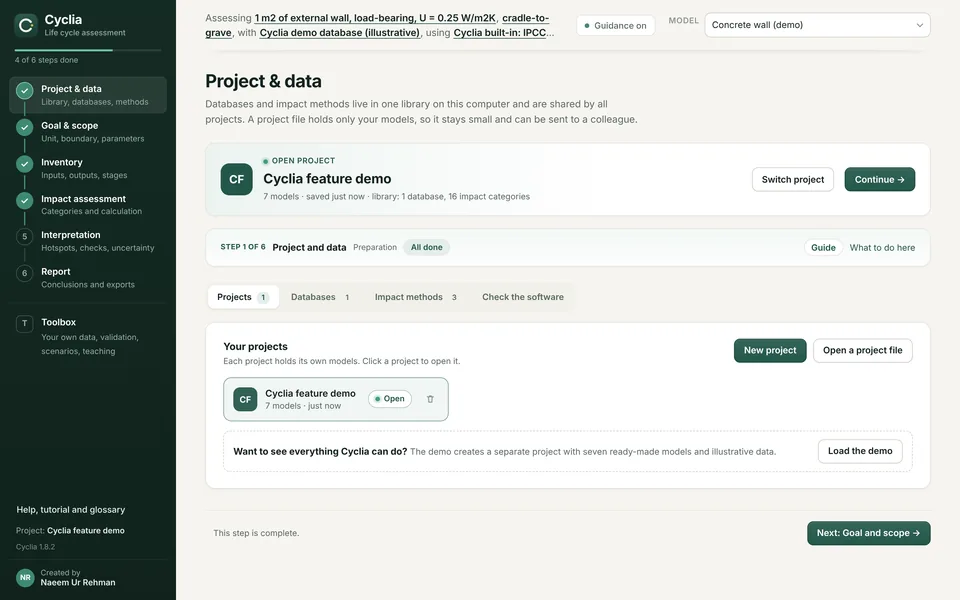 Cyclia
Life cycle assessment
4 of 6 steps done
Project & data
Library, databases, methods
Goal & scope
Unit, boundary, parameters
Inventory
Inputs, outputs, stages
Impact assessment
Categories and calculation
5
Interpretation
Hotspots, checks, uncertainty
6
Report
Conclusions and exports
T
Toolbox
Your own data, validation,
scenarios, teaching
Help, tutorial and glossary
Project: Cyclia feature demo
Cyclia 1.8.2
NR
Created by
Naeem Ur Rehman
Assessing 1 m2 of external wall, load-bearing, U = 0.25 W/m2K, cradle-to-
grave, with Cyclia demo database (illustrative), using Cyclia built-in: IPCC...
Guidance on
MODEL
Concrete wall (demo)
Project & data
Databases and impact methods live in one library on this computer and are shared by all
projects. A project file holds only your models, so it stays small and can be sent to a colleague.
CF
OPEN PROJECT
Cyclia feature demo
7 models · saved just now · library: 1 database, 16 impact categories
Switch project
Continue →
STEP 1 OF 6 Project and data Preparation All done
Guide What to do here
Projects 1 Databases 1 Impact methods 3 Check the software
Your projects
Each project holds its own models. Click a project to open it.
New project
Open a project file
CF
Cyclia feature demo
7 models · just now
Open
Want to see everything Cyclia can do? The demo creates a separate project with seven ready-made models and illustrative data.
Load the demo
This step is complete.
Next: Goal and scope →